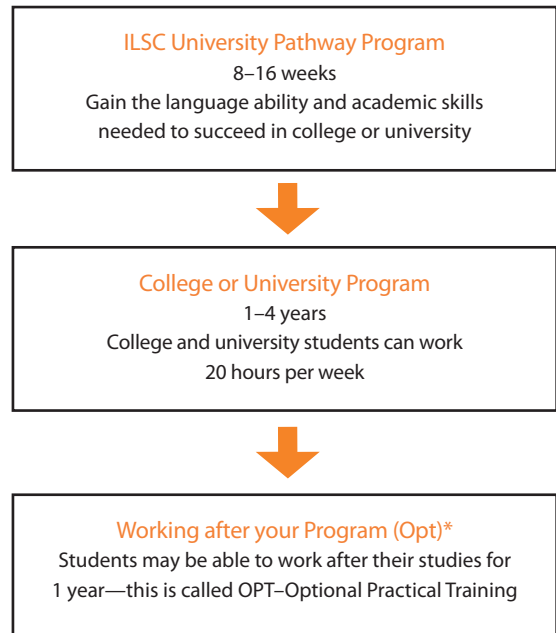 ILSC University Pathway Program
8–16 weeks
Gain the language ability and academic skills
needed to succeed in college or university
College or University Program
1–4 years
College and university students can work
20 hours per week
Working after your Program (Opt)*
Students may be able to work after their studies for
1 year—this is called OPT–Optional Practical Training